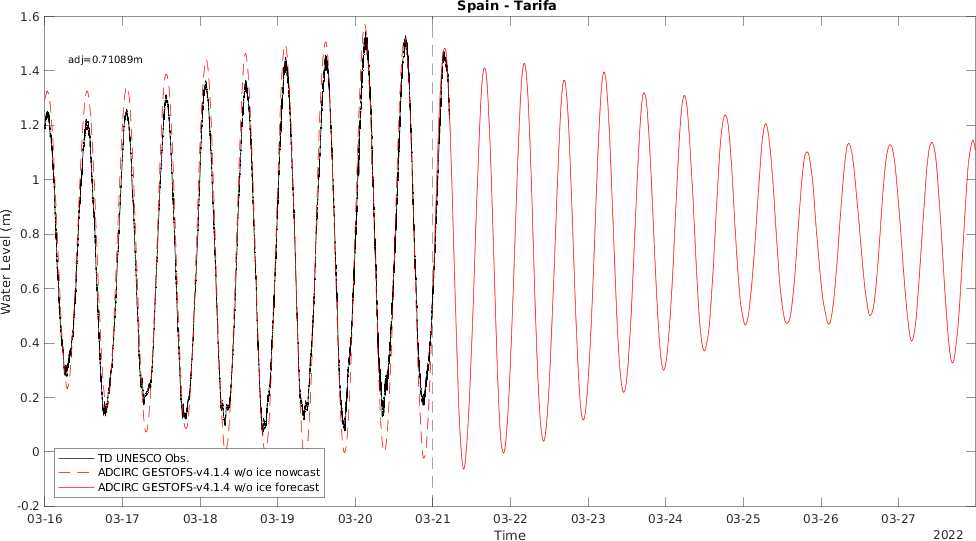 Spain - Tarifa
1.6
1.4
1.2
1
0.8
0.6
0.4
0.2
0
-0.2
Water Level (m)
adj=0.71089m
TD UNESCO Obs.
ADCIRC GESTOFS-v4.1.4 w/o ice nowcast
ADCIRC GESTOFS-v4.1.4 w/o ice forecast
03-16 03-17 03-18 03-19 03-20 03-21 03-22 03-23 03-24 03-25 03-26 03-27
Time
2022